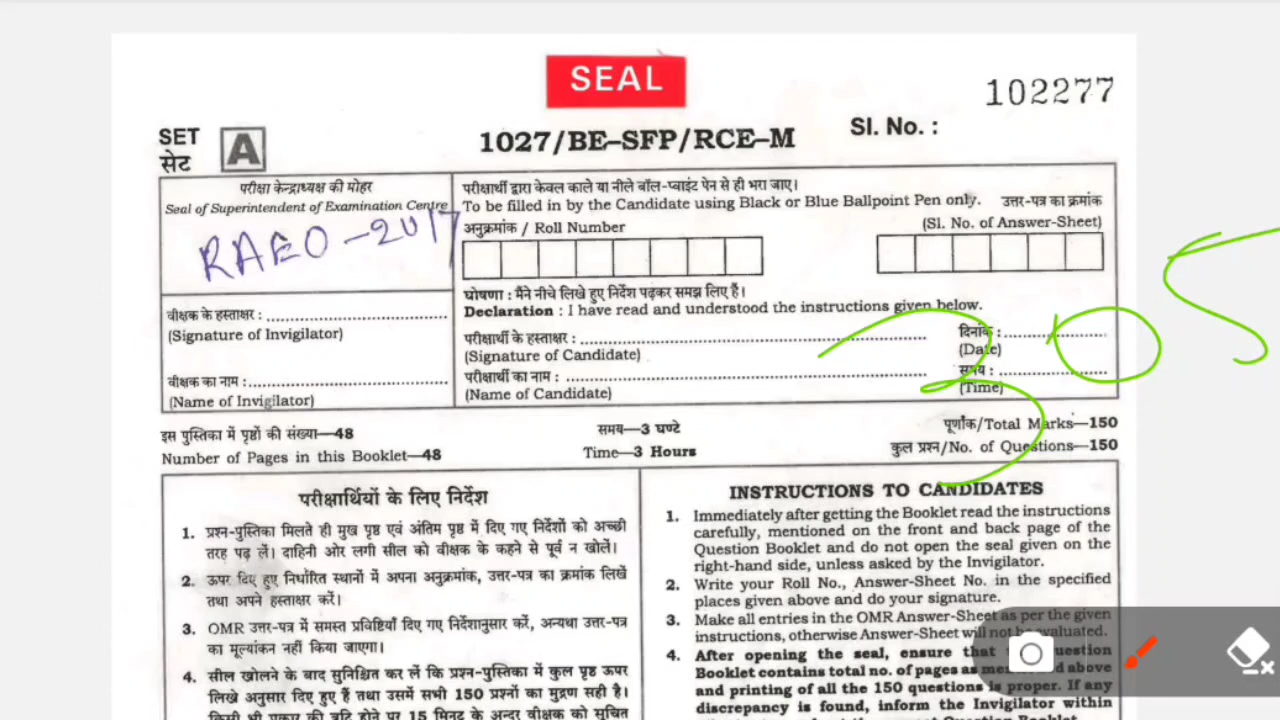 SEAL
102277
SET
सेट
A
1027/BE–SFP/RCE–M
Sl. No. :
परीक्षा केन्द्राध्यक्ष की मोहर
Seal of Superintendent of Examination Centre
RAEO-2017
परीक्षार्थी द्वारा केवल काले या नीले बॉल-प्वाइंट पेन से ही भरा जाए।
To be filled in by the Candidate using Black or Blue Ballpoint Pen only.
उत्तर-पत्र का क्रमांक
अनुक्रमांक / Roll Number
(Sl. No. of Answer-Sheet)
घोषणा : मैंने नीचे लिखे हुए निर्देश पढ़कर समझ लिए हैं।
Declaration : I have read and understood the instructions given below.
वीक्षक के हस्ताक्षर :
(Signature of Invigilator)
परीक्षार्थी के हस्ताक्षर :
(Signature of Candidate)
दिनांक :
(Date)
वीक्षक का नाम :
(Name of Invigilator)
परीक्षार्थी का नाम :
(Name of Candidate)
समय :
(Time)
इस पुस्तिका में पृष्ठों की संख्या—48
Number of Pages in this Booklet—48
समय—3 घण्टे
Time—3 Hours
पूर्णांक/Total Marks—150
कुल प्रश्न/No. of Questions—150
परीक्षार्थियों के लिए निर्देश
1. प्रश्न-पुस्तिका मिलते ही मुख पृष्ठ एवं अंतिम पृष्ठ में दिए गए निर्देशों को अच्छी
तरह पढ़ लें। दाहिनी ओर लगी सील को वीक्षक के कहने से पूर्व न खोलें।
2. ऊपर दिए हुए निर्धारित स्थानों में अपना अनुक्रमांक, उत्तर-पत्र का क्रमांक लिखें
तथा अपने हस्ताक्षर करें।
3. OMR उत्तर-पत्र में समस्त प्रविष्टियाँ दिए गए निर्देशानुसार करें, अन्यथा उत्तर-पत्र
का मूल्यांकन नहीं किया जाएगा।
4. सील खोलने के बाद सुनिश्चित कर लें कि प्रश्न-पुस्तिका में कुल पृष्ठ ऊपर
लिखे अनुसार दिए हुए हैं तथा उसमें सभी 150 प्रश्नों का मुद्रण सही है।
किसी भी प्रकार की त्रुटि होने पर 15 मिनट के अन्दर वीक्षक को सूचित
INSTRUCTIONS TO CANDIDATES
1. Immediately after getting the Booklet read the instructions
carefully, mentioned on the front and back page of the
Question Booklet and do not open the seal given on the
right-hand side, unless asked by the Invigilator.
2. Write your Roll No., Answer-Sheet No. in the specified
places given above and do your signature.
3. Make all entries in the OMR Answer-Sheet as per the given
instructions, otherwise Answer-Sheet will not be evaluated.
4. After opening the seal, ensure that
Booklet contains total no. of pages as above
and printing of all the 150 questions is proper. If any
discrepancy is found, inform the Invigilator within